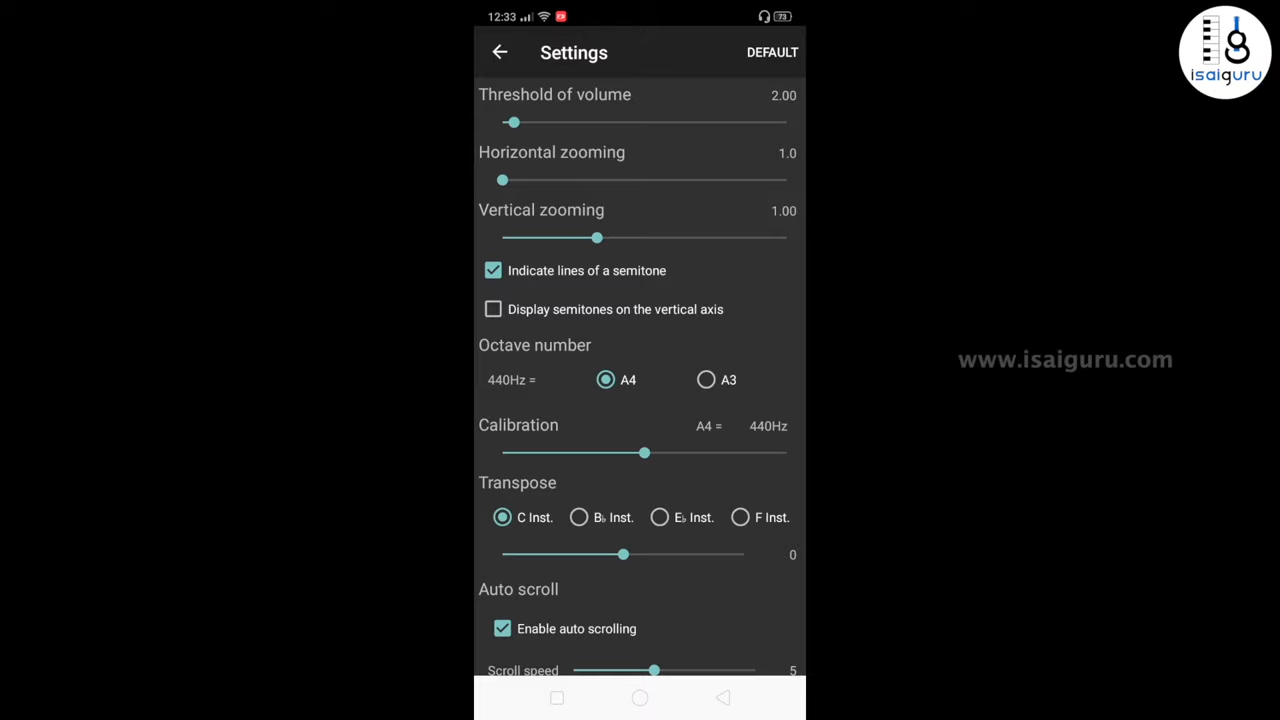 12:33
73
Settings
DEFAULT
Threshold of volume 2.00
Horizontal zooming 1.0
Vertical zooming 1.00
Indicate lines of a semitone
Display semitones on the vertical axis
Octave number
440Hz = A4 A3
Calibration A4 = 440Hz
Transpose
C Inst. B♭ Inst. E♭ Inst. F Inst.
0
Auto scroll
Enable auto scrolling
Scroll speed 5
isaiguru
www.isaiguru.com